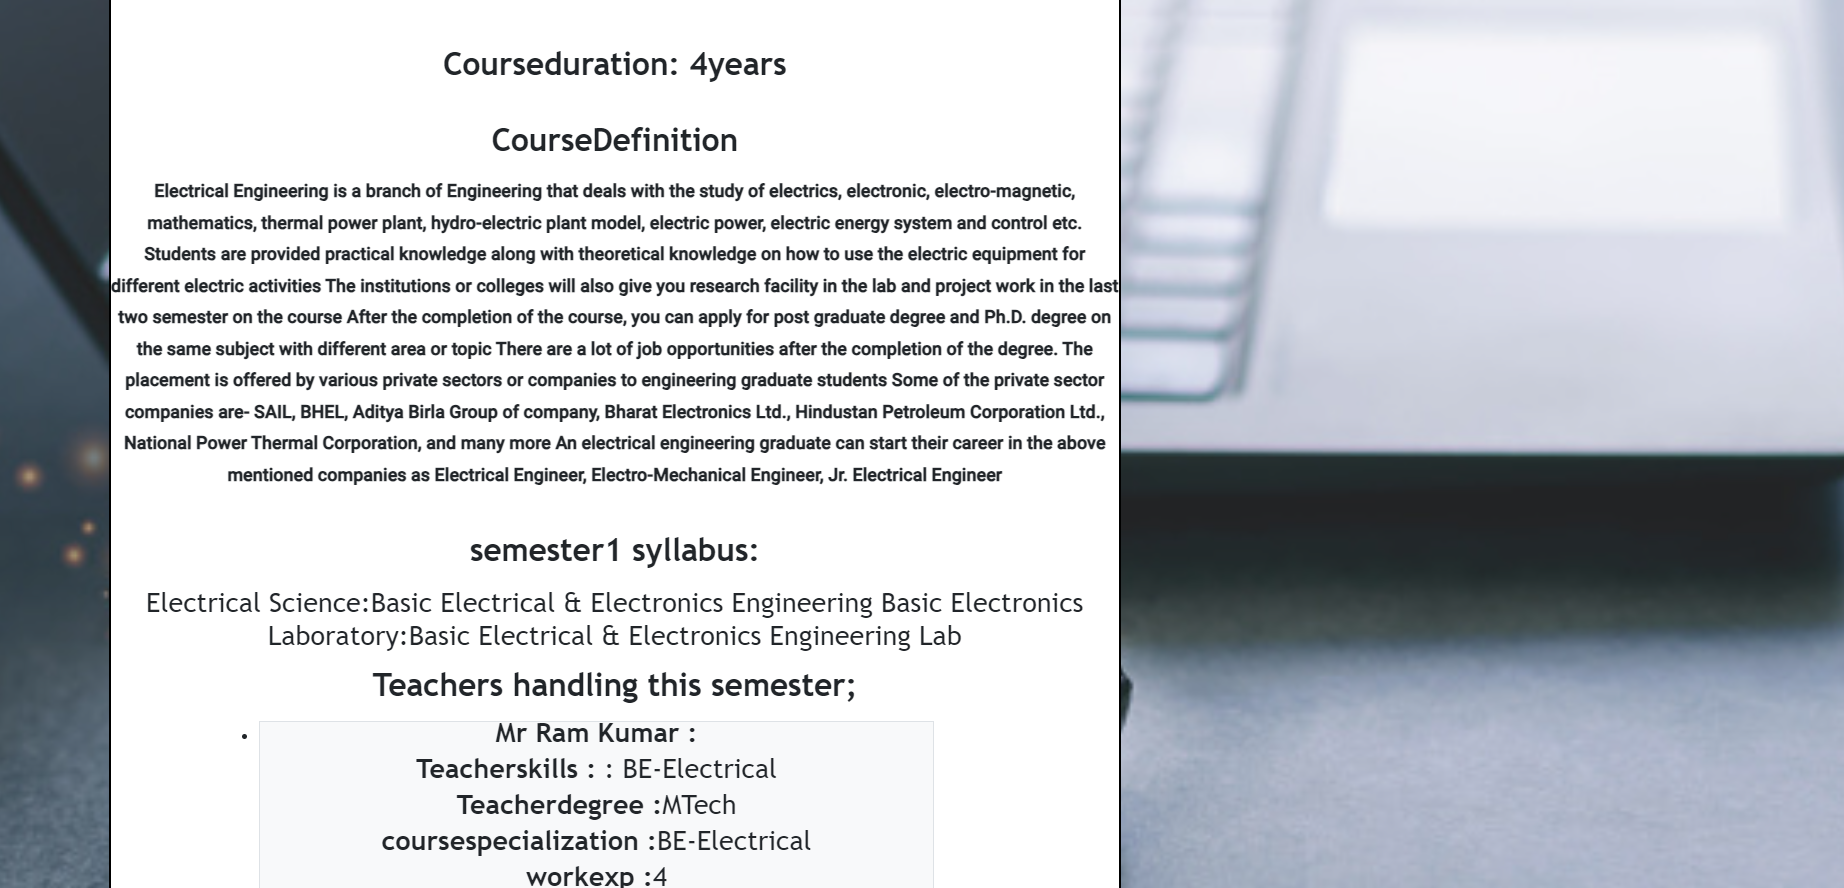 Courseduration: 4years
CourseDefinition
Electrical Engineering is a branch of Engineering that deals with the study of electrics, electronic, electro-magnetic,
mathematics, thermal power plant, hydro-electric plant model, electric power, electric energy system and control etc.
Students are provided practical knowledge along with theoretical knowledge on how to use the electric equipment for
different electric activities The institutions or colleges will also give you research facility in the lab and project work in the last
two semester on the course After the completion of the course, you can apply for post graduate degree and Ph.D. degree on
the same subject with different area or topic There are a lot of job opportunities after the completion of the degree. The
placement is offered by various private sectors or companies to engineering graduate students Some of the private sector
companies are- SAIL, BHEL, Aditya Birla Group of company, Bharat Electronics Ltd., Hindustan Petroleum Corporation Ltd.,
National Power Thermal Corporation, and many more An electrical engineering graduate can start their career in the above
mentioned companies as Electrical Engineer, Electro-Mechanical Engineer, Jr. Electrical Engineer
semester1 syllabus:
Electrical Science:Basic Electrical & Electronics Engineering Basic Electronics
Laboratory:Basic Electrical & Electronics Engineering Lab
Teachers handling this semester;
• Mr Ram Kumar :
Teacherskills : : BE-Electrical
Teacherdegree :MTech
coursespecialization :BE-Electrical
workexp :4